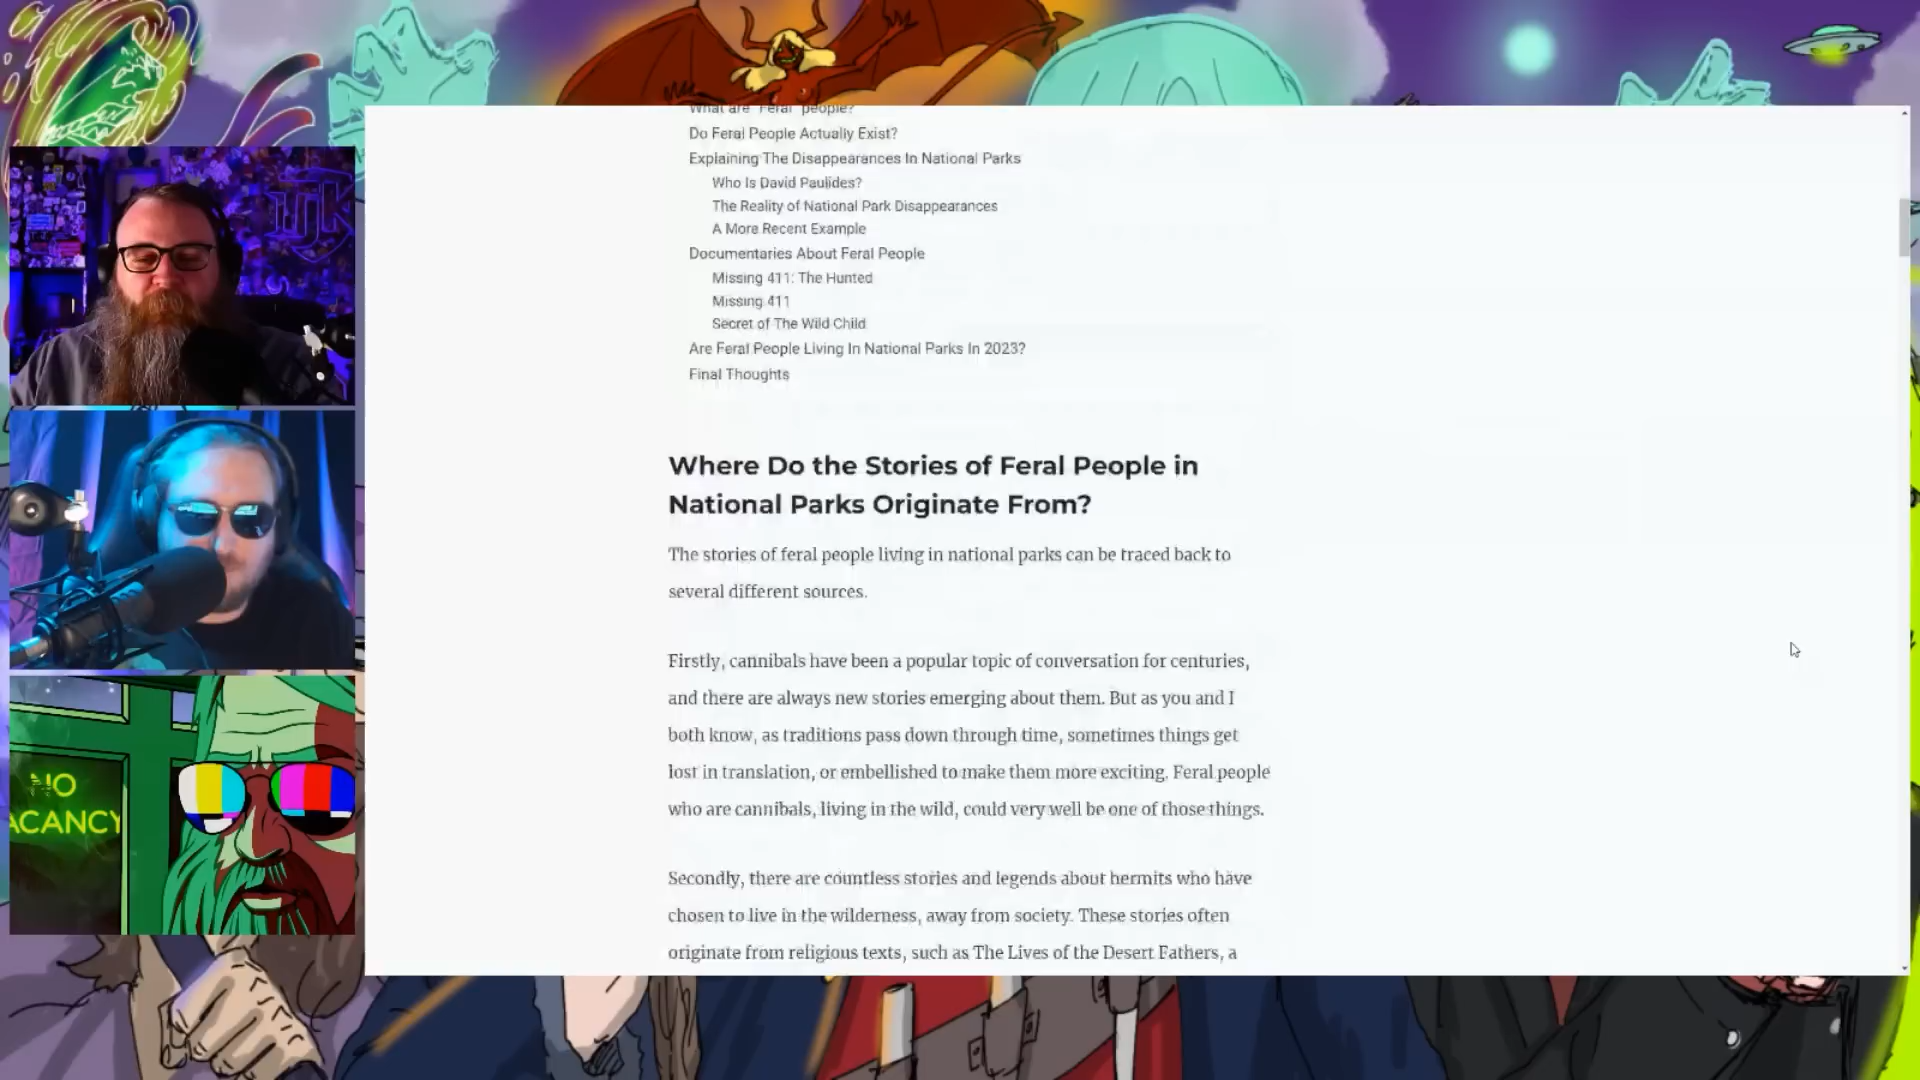 What are "Feral" people?
Do Feral People Actually Exist?
Explaining The Disappearances In National Parks
Who Is David Paulides?
The Reality of National Park Disappearances
A More Recent Example
Documentaries About Feral People
Missing 411: The Hunted
Missing 411
Secret of The Wild Child
Are Feral People Living In National Parks In 2023?
Final Thoughts
Where Do the Stories of Feral People in
National Parks Originate From?
The stories of feral people living in national parks can be traced back to
several different sources.
Firstly, cannibals have been a popular topic of conversation for centuries,
and there are always new stories emerging about them. But as you and I
both know, as traditions pass down through time, sometimes things get
lost in translation, or embellished to make them more exciting. Feral people
who are cannibals, living in the wild, could very well be one of those things.
Secondly, there are countless stories and legends about hermits who have
chosen to live in the wilderness, away from society. These stories often
originate from religious texts, such as The Lives of the Desert Fathers, a
NO
ACANCY